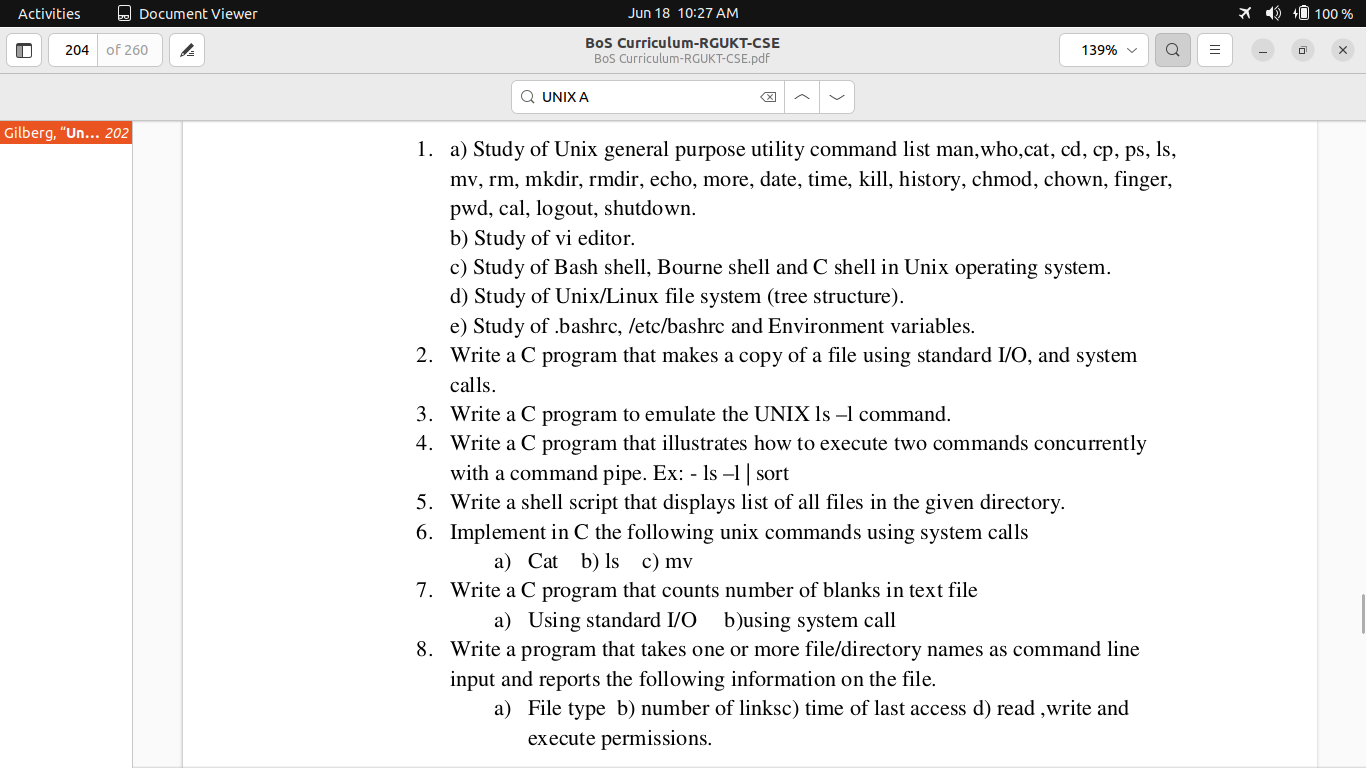 Activities Document Viewer Jun 18 10:27 AM 100 %
204 of 260 BoS Curriculum-RGUKT-CSE 139%
BoS Curriculum-RGUKT-CSE.pdf
UNIX A
Gilberg, “Un... 202
1. a) Study of Unix general purpose utility command list man,who,cat, cd, cp, ps, ls,
mv, rm, mkdir, rmdir, echo, more, date, time, kill, history, chmod, chown, finger,
pwd, cal, logout, shutdown.
b) Study of vi editor.
c) Study of Bash shell, Bourne shell and C shell in Unix operating system.
d) Study of Unix/Linux file system (tree structure).
e) Study of .bashrc, /etc/bashrc and Environment variables.
2. Write a C program that makes a copy of a file using standard I/O, and system
calls.
3. Write a C program to emulate the UNIX ls –l command.
4. Write a C program that illustrates how to execute two commands concurrently
with a command pipe. Ex: - ls –l | sort
5. Write a shell script that displays list of all files in the given directory.
6. Implement in C the following unix commands using system calls
a) Cat b) ls c) mv
7. Write a C program that counts number of blanks in text file
a) Using standard I/O b)using system call
8. Write a program that takes one or more file/directory names as command line
input and reports the following information on the file.
a) File type b) number of linksc) time of last access d) read ,write and
execute permissions.